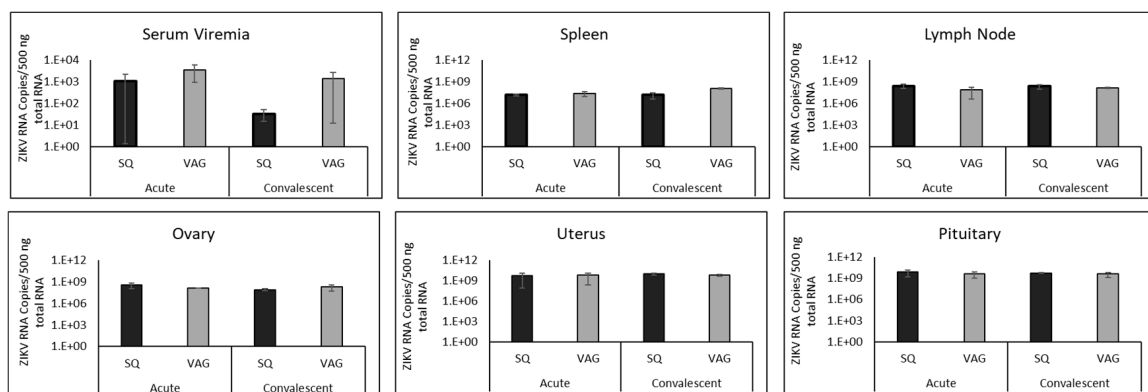 Serum Viremia
ZIKV RNA Copies/500 ng
total RNA
1.E+04
1.E+03
1.E+02
1.E+01
1.E+00
SQ VAG SQ VAG
Acute Convalescent
Spleen
ZIKV RNA Copies/500 ng
total RNA
1.E+12
1.E+09
1.E+06
1.E+03
1.E+00
SQ VAG SQ VAG
Acute Convalescent
Lymph Node
ZIKV RNA Copies/500 ng
total RNA
1.E+12
1.E+09
1.E+06
1.E+03
1.E+00
SQ VAG SQ VAG
Acute Convalescent
Ovary
ZIKV RNA Copies/500 ng
total RNA
1.E+12
1.E+09
1.E+06
1.E+03
1.E+00
SQ VAG SQ VAG
Acute Convalescent
Uterus
ZIKV RNA Copies/500 ng
total RNA
1.E+12
1.E+09
1.E+06
1.E+03
1.E+00
SQ VAG SQ VAG
Acute Convalescent
Pituitary
ZIKV RNA Copies/500 ng
total RNA
1.E+12
1.E+09
1.E+06
1.E+03
1.E+00
SQ VAG SQ VAG
Acute Convalescent